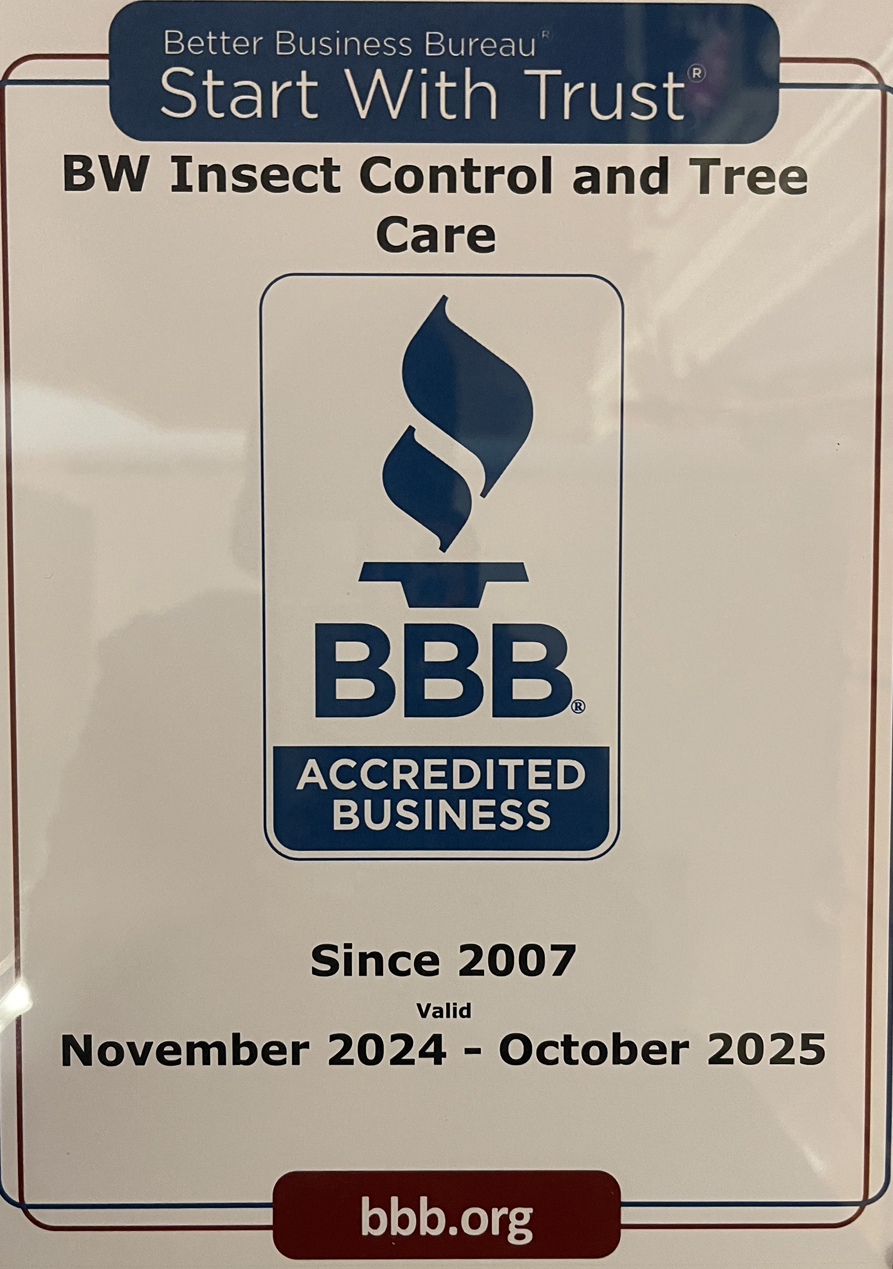 Better Business Bureau®
Start With Trust®
BW Insect Control and Tree
Care
BBB®
ACCREDITED
BUSINESS
Since 2007
Valid
November 2024 - October 2025
bbb.org